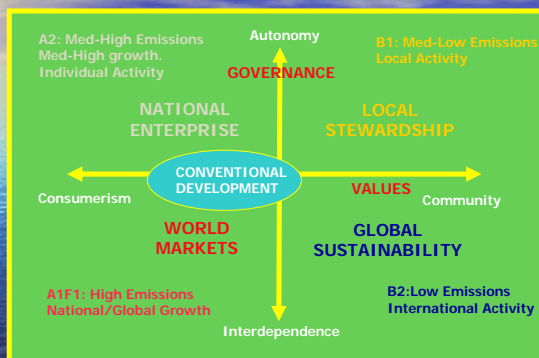 A2: Med-High Emissions
Med-High growth.
Individual Activity
Autonomy
B1: Med-Low Emissions
Local Activity
GOVERNANCE
NATIONAL
ENTERPRISE
LOCAL
STEWARDSHIP
CONVENTIONAL
DEVELOPMENT
VALUES
Consumerism
Community
WORLD
MARKETS
GLOBAL
SUSTAINABILITY
A1F1: High Emissions
National/Global Growth
B2:Low Emissions
International Activity
Interdependence